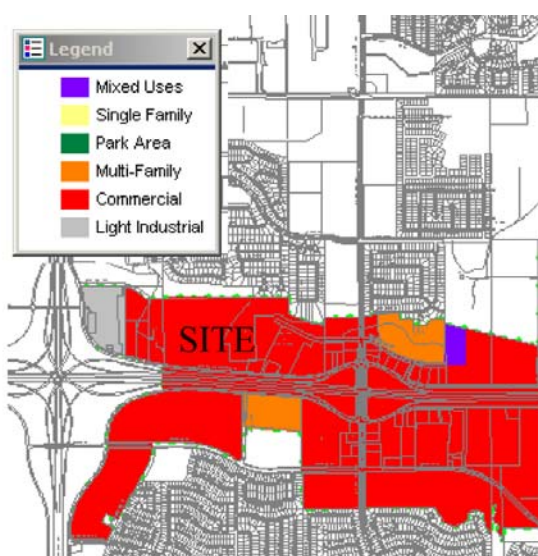 Legend
Mixed Uses
Single Family
Park Area
Multi-Family
Commercial
Light Industrial
SITE